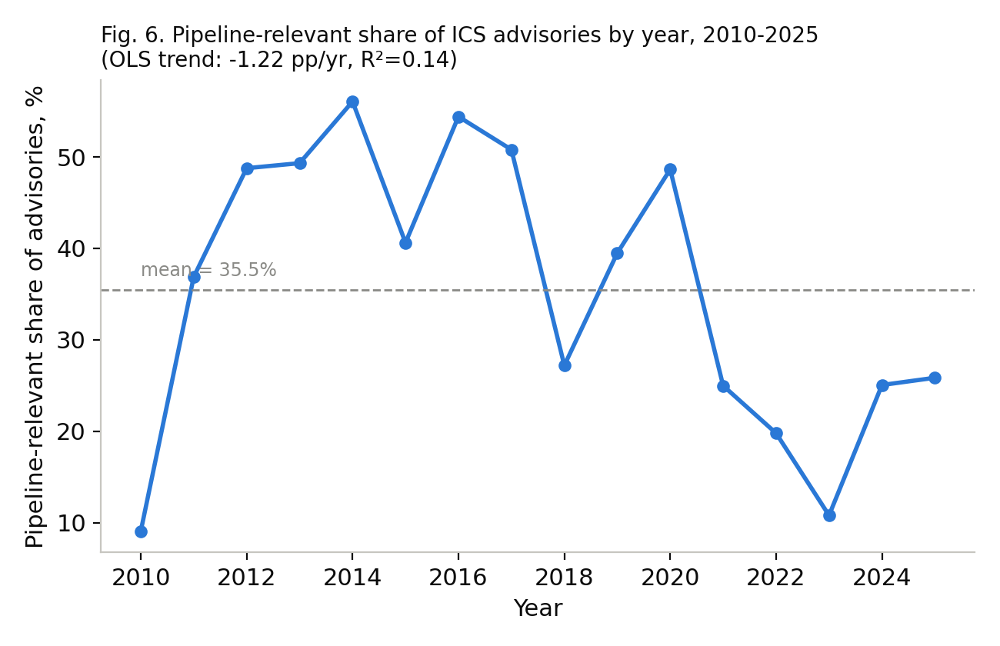 Fig. 6. Pipeline-relevant share of ICS advisories by year, 2010-2025
(OLS trend: -1.22 pp/yr, R²=0.14)
Pipeline-relevant share of advisories, %
50
40
mean = 35.5%
30
20
10
2010 2012 2014 2016 2018 2020 2022 2024
Year